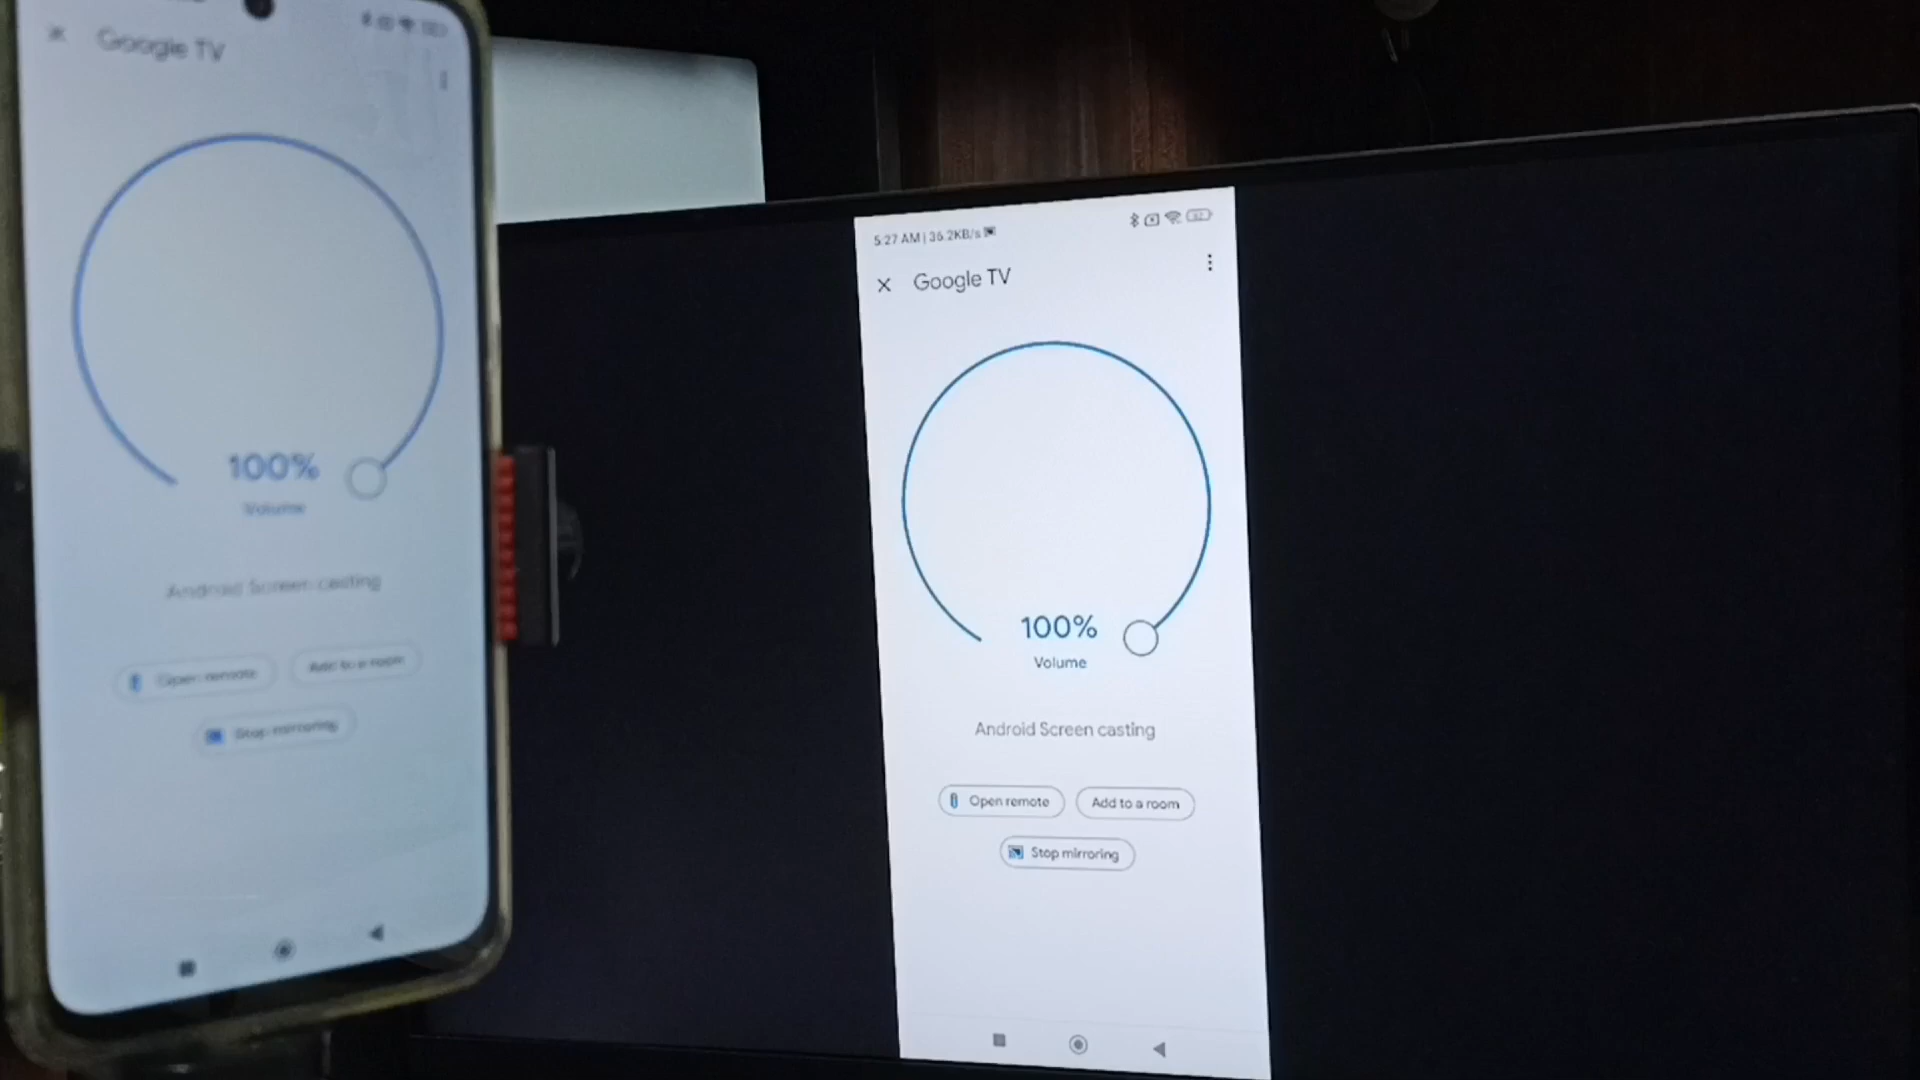 Google TV
100%
Volume
Android Screen casting
Open remote
Add to a room
Stop mirroring
5:27 AM | 36.2KB/s
Google TV
100%
Volume
Android Screen casting
Open remote
Add to a room
Stop mirroring